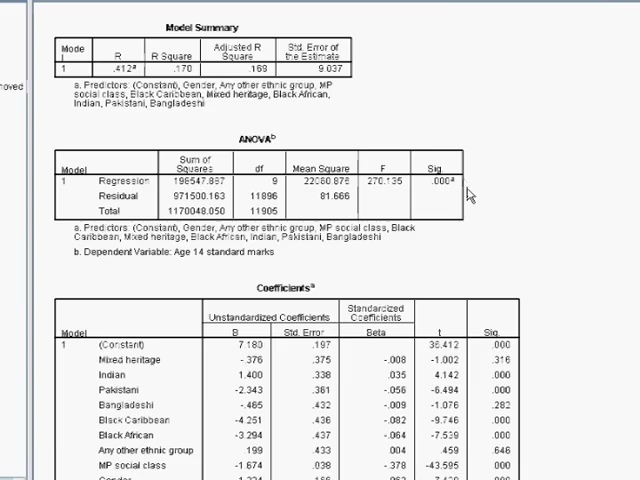 Model Summary
Mode
l R R Square Adjusted R
Square Std. Error of
the Estimate
1 .412a .170 .169 9.037
a. Predictors: (Constant), Gender, Any other ethnic group, MP
social class, Black Caribbean, Mixed heritage, Black African,
Indian, Pakistani, Bangladeshi
noved
ANOVAb
Model Sum of
Squares df Mean Square F Sig.
1 Regression 198547.887 9 22060.876 270.135 .000a
Residual 971500.163 11896 81.666
Total 1170048.050 11905
a. Predictors: (Constant), Gender, Any other ethnic group, MP social class, Black
Caribbean, Mixed heritage, Black African, Indian, Pakistani, Bangladeshi
b. Dependent Variable: Age 14 standard marks
Coefficientsa
Model Unstandardized Coefficients Standardized
Coefficients t Sig.
B Std. Error Beta
1 (Constant) 7.180 .197 36.412 .000
Mixed heritage -.376 .375 -.008 -1.002 .316
Indian 1.400 .338 .035 4.142 .000
Pakistani -2.343 .361 -.056 -6.494 .000
Bangladeshi -.465 .432 -.009 -1.076 .282
Black Caribbean -4.251 .436 -.082 -9.746 .000
Black African -3.294 .437 -.064 -7.539 .000
Any other ethnic group .199 .433 .004 .459 .646
MP social class -1.674 .038 -.378 -43.595 .000
Gender